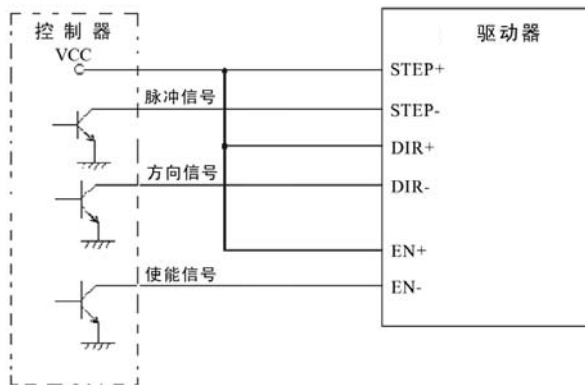 控制器
驱动器
VCC
STEP+
脉冲信号
STEP-
DIR+
方向信号
DIR-
EN+
使能信号
EN-